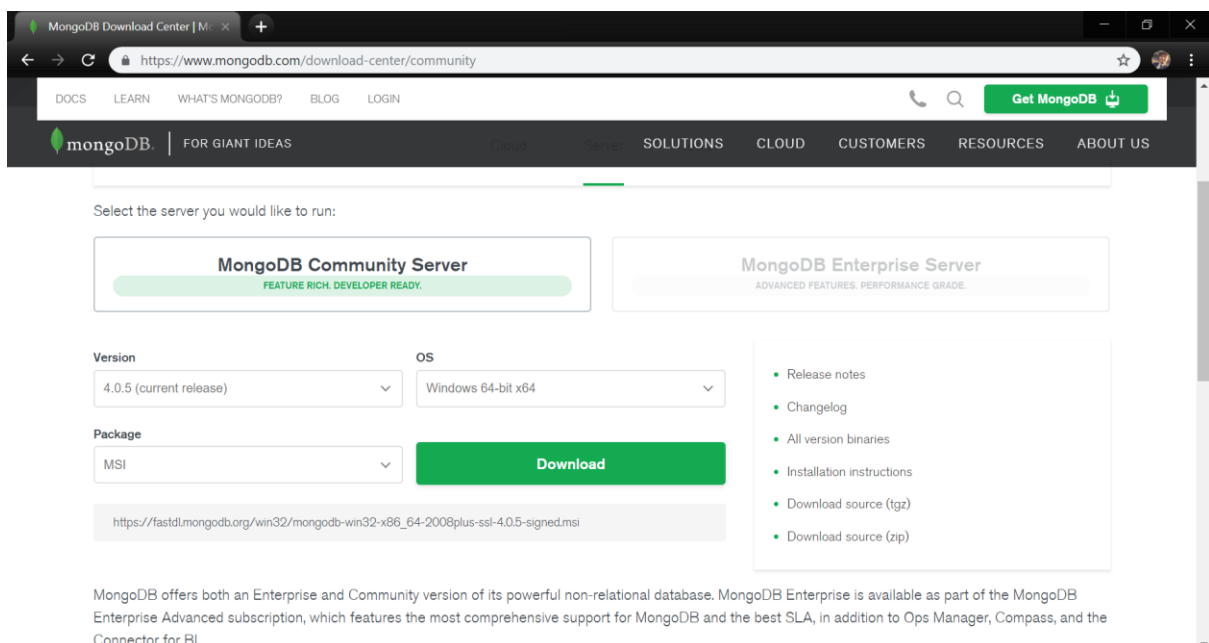 MongoDB Download Center | Mo
https://www.mongodb.com/download-center/community
DOCS LEARN WHAT'S MONGODB? BLOG LOGIN Get MongoDB
mongoDB. FOR GIANT IDEAS Cloud Server SOLUTIONS CLOUD CUSTOMERS RESOURCES ABOUT US
Select the server you would like to run:
MongoDB Community Server
FEATURE RICH. DEVELOPER READY.
MongoDB Enterprise Server
ADVANCED FEATURES. PERFORMANCE GRADE.
Version
4.0.5 (current release)
OS
Windows 64-bit x64
Package
MSI
Download
https://fastdl.mongodb.org/win32/mongodb-win32-x86_64-2008plus-ssl-4.0.5-signed.msi
Release notes
Changelog
All version binaries
Installation instructions
Download source (tgz)
Download source (zip)
MongoDB offers both an Enterprise and Community version of its powerful non-relational database. MongoDB Enterprise is available as part of the MongoDB
Enterprise Advanced subscription, which features the most comprehensive support for MongoDB and the best SLA, in addition to Ops Manager, Compass, and the
Connector for BI.